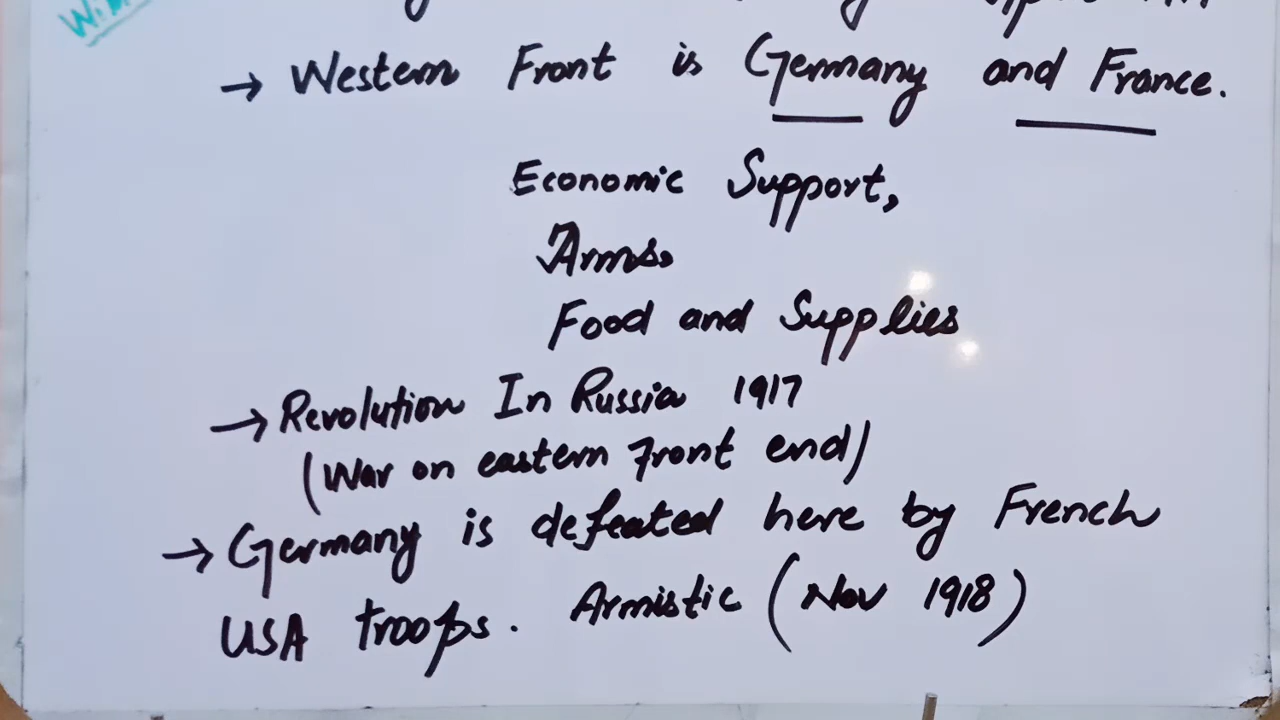 → Western Front is Germany and France.
Economic Support,
Arms.
Food and Supplies
→ Revolution In Russia 1917
(War on eastern Front end)
→ Germany is defeated here by French
USA troops. Armistic (Nov 1918)